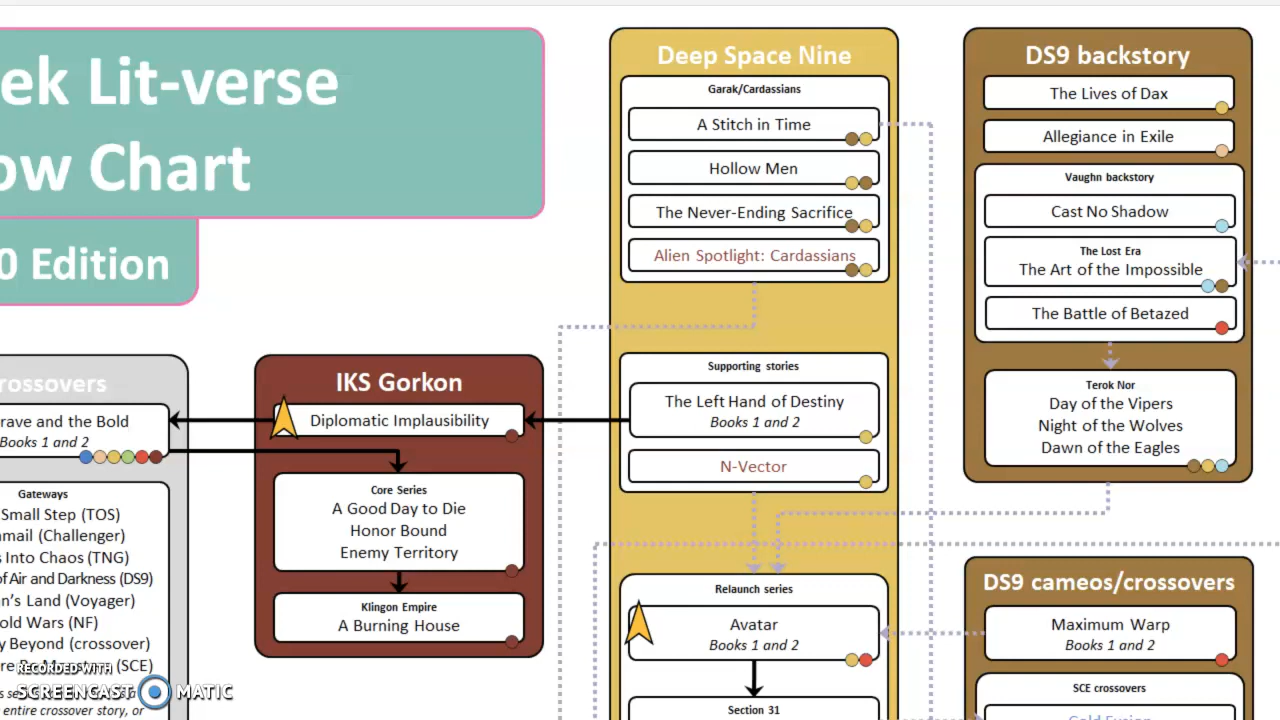 ek Lit-verse
ow Chart
0 Edition
rossovers
rave and the Bold
Books 1 and 2
Gateways
Small Step (TOS)
mail (Challenger)
s Into Chaos (TNG)
of Air and Darkness (DS9)
n's Land (Voyager)
old Wars (NF)
y Beyond (crossover)
(SCE)
entire crossover story, or
RECORDED WITH
SCREENCAST MATIC
IKS Gorkon
Diplomatic Implausibility
Core Series
A Good Day to Die
Honor Bound
Enemy Territory
Klingon Empire
A Burning House
Deep Space Nine
Garak/Cardassians
A Stitch in Time
Hollow Men
The Never-Ending Sacrifice
Alien Spotlight: Cardassians
Supporting stories
The Left Hand of Destiny
Books 1 and 2
N-Vector
Relaunch series
Avatar
Books 1 and 2
Section 31
DS9 backstory
The Lives of Dax
Allegiance in Exile
Vaughn backstory
Cast No Shadow
The Lost Era
The Art of the Impossible
The Battle of Betazed
Terok Nor
Day of the Vipers
Night of the Wolves
Dawn of the Eagles
DS9 cameos/crossovers
Maximum Warp
Books 1 and 2
SCE crossovers
Cold Fusion